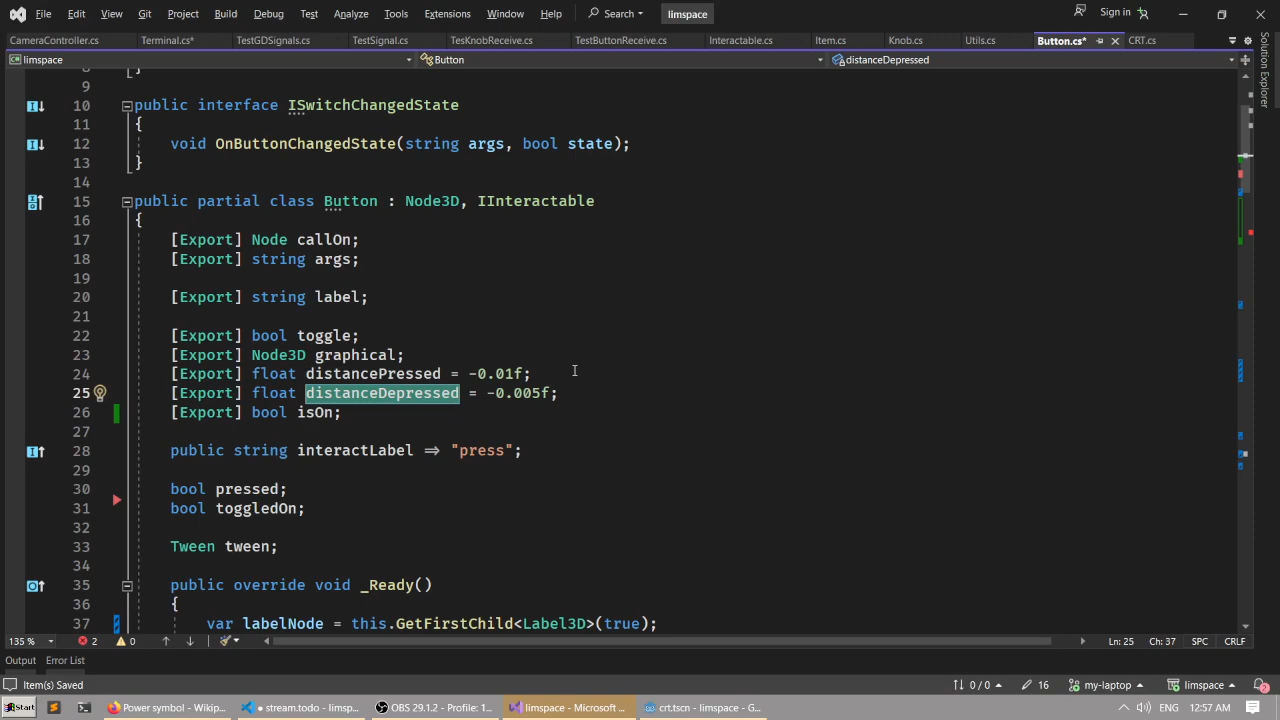 File Edit View Git Project Build Debug Test Analyze Tools Extensions Window Help Search limspace Sign in
CameraController.cs Terminal.cs* TestGDSignals.cs TestSignal.cs TesKnobReceive.cs TestButtonReceive.cs Interactable.cs Item.cs Knob.cs Utils.cs Button.cs* CRT.cs
limspace Button distanceDepressed
8 }
9
10 public interface ISwitchChangedState
11 {
12 void OnButtonChangedState(string args, bool state);
13 }
14
15 public partial class Button : Node3D, IInteractable
16 {
17 [Export] Node callOn;
18 [Export] string args;
19
20 [Export] string label;
21
22 [Export] bool toggle;
23 [Export] Node3D graphical;
24 [Export] float distancePressed = -0.01f;
25 [Export] float distanceDepressed = -0.005f;
26 [Export] bool isOn;
27
28 public string interactLabel => "press";
29
30 bool pressed;
31 bool toggledOn;
32
33 Tween tween;
34
35 public override void _Ready()
36 {
37 var labelNode = this.GetFirstChild<Label3D>(true);
135 % 2 0 Ln: 25 Ch: 37 SPC CRLF
Output Error List
Item(s) Saved 0 / 0 16 my-laptop limspace 2
Start Power symbol - Wikip... stream.todo - limsp... OBS 29.1.2 - Profile: 1... limspace - Microsoft ... crt.tscn - limspace - G... ENG 12:57 AM
Solution Explorer